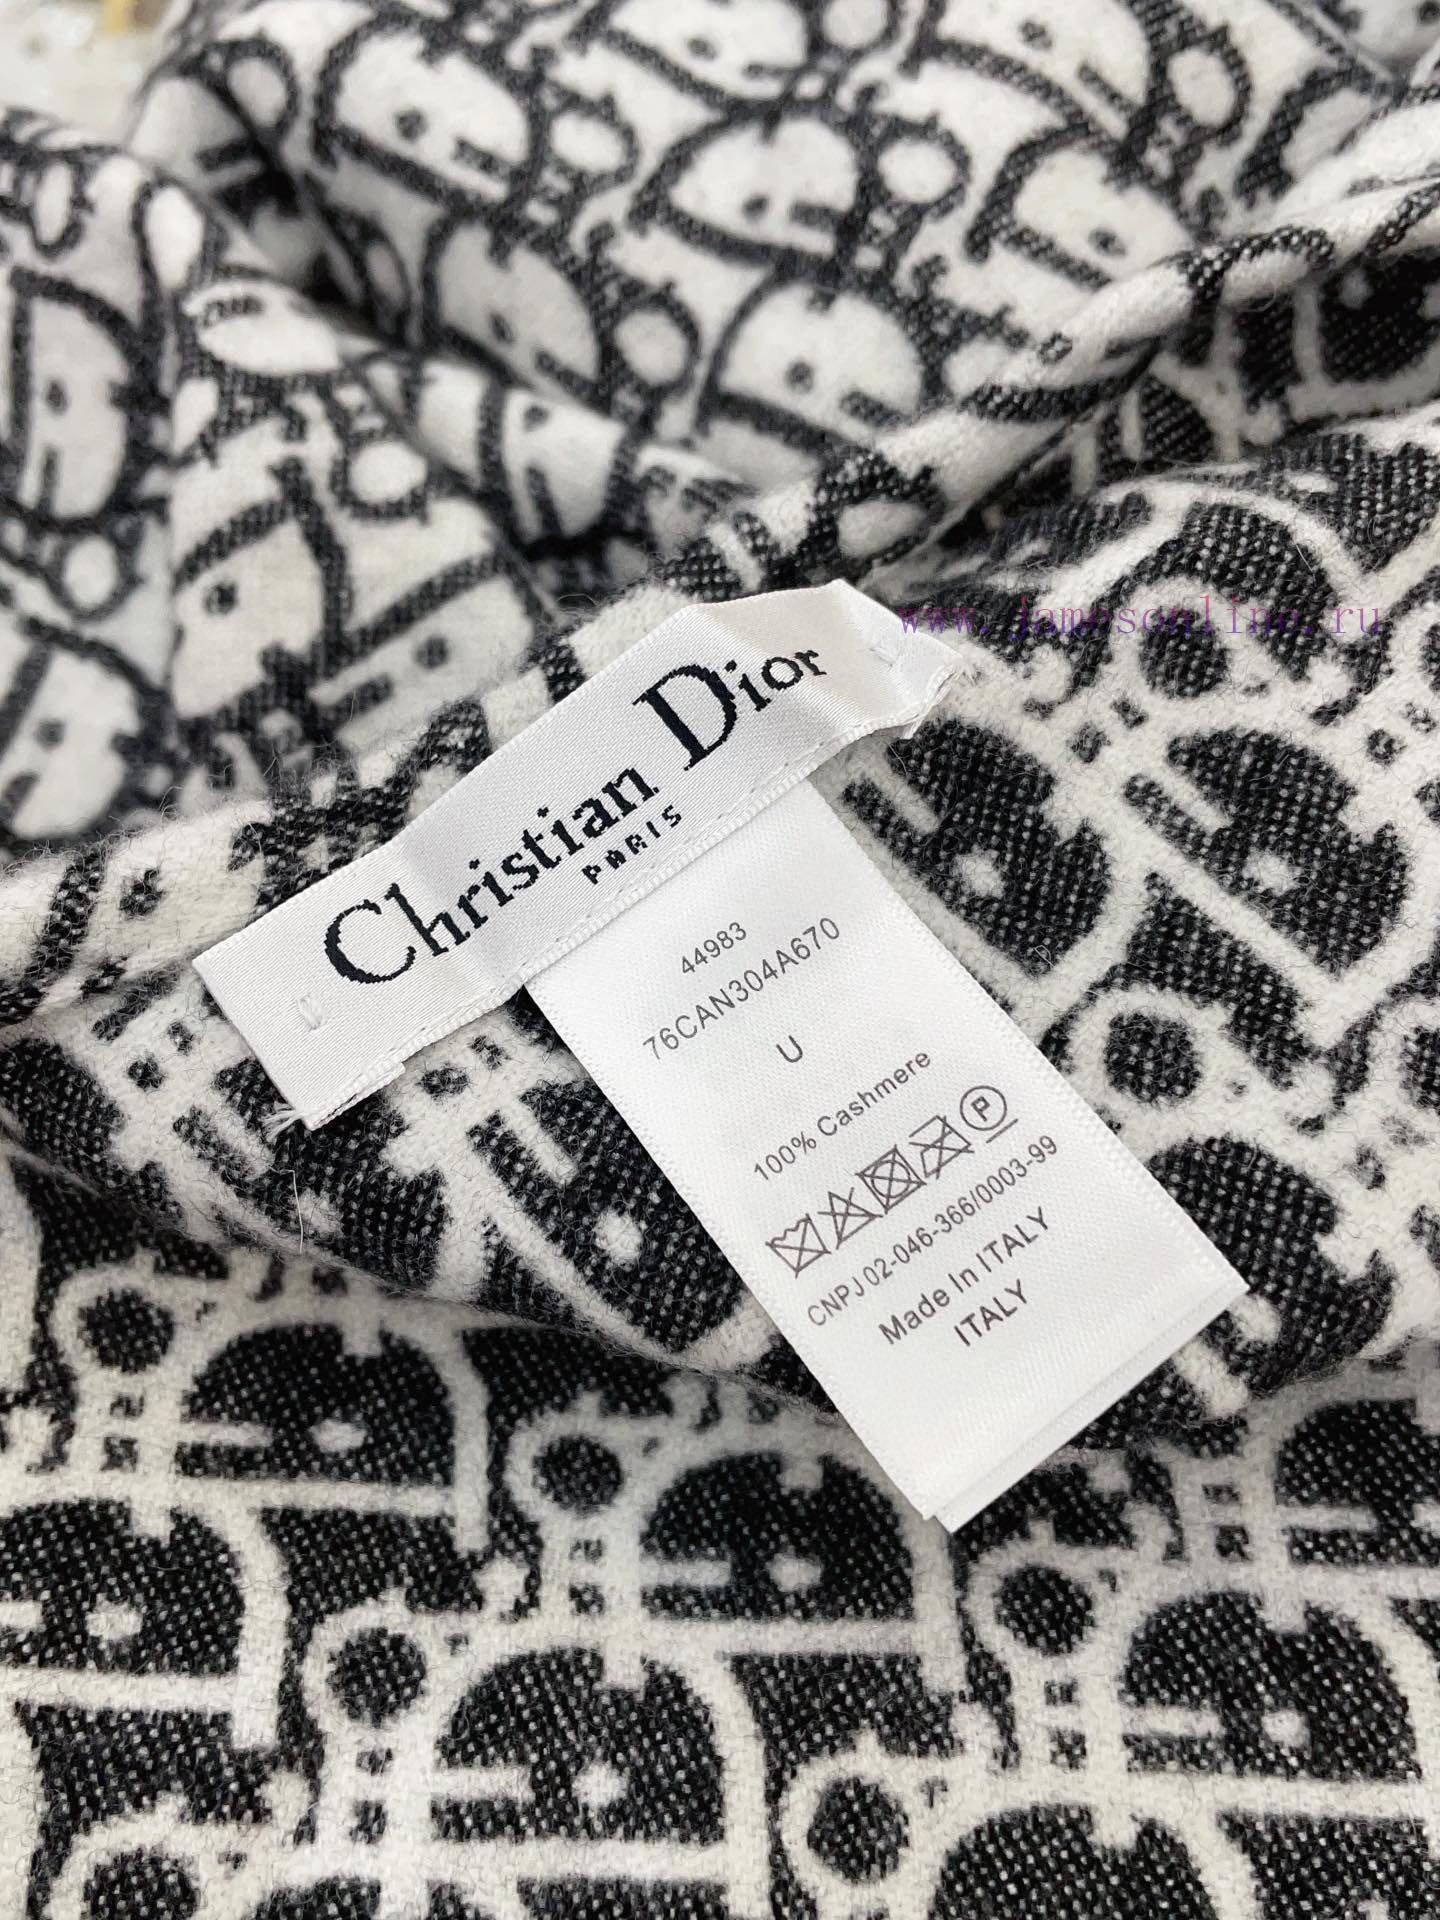 www.jamesonline.ru
Christian Dior
PARIS
44983
76CAN304A670
U
100% Cashmere
P
CNPJ 02-046-366/0003-99
Made In ITALY
ITALY